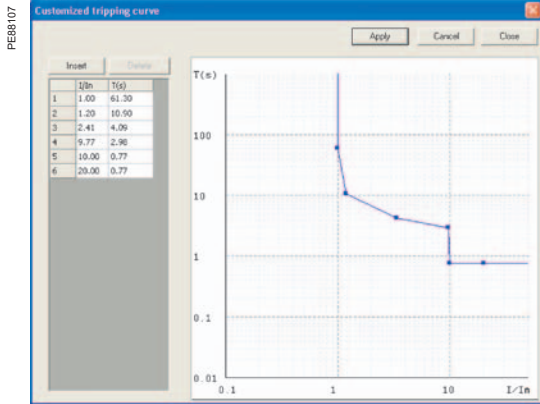 PE88107
Customized tripping curve
Apply Cancel Close
Insert Delete
I/In T(s)
1 1.00 61.30
2 1.20 10.90
3 2.41 4.09
4 9.77 2.98
5 10.00 0.77
6 20.00 0.77
T(s)
100
10
1
0.1
0.01
0.1 1 10 I/In